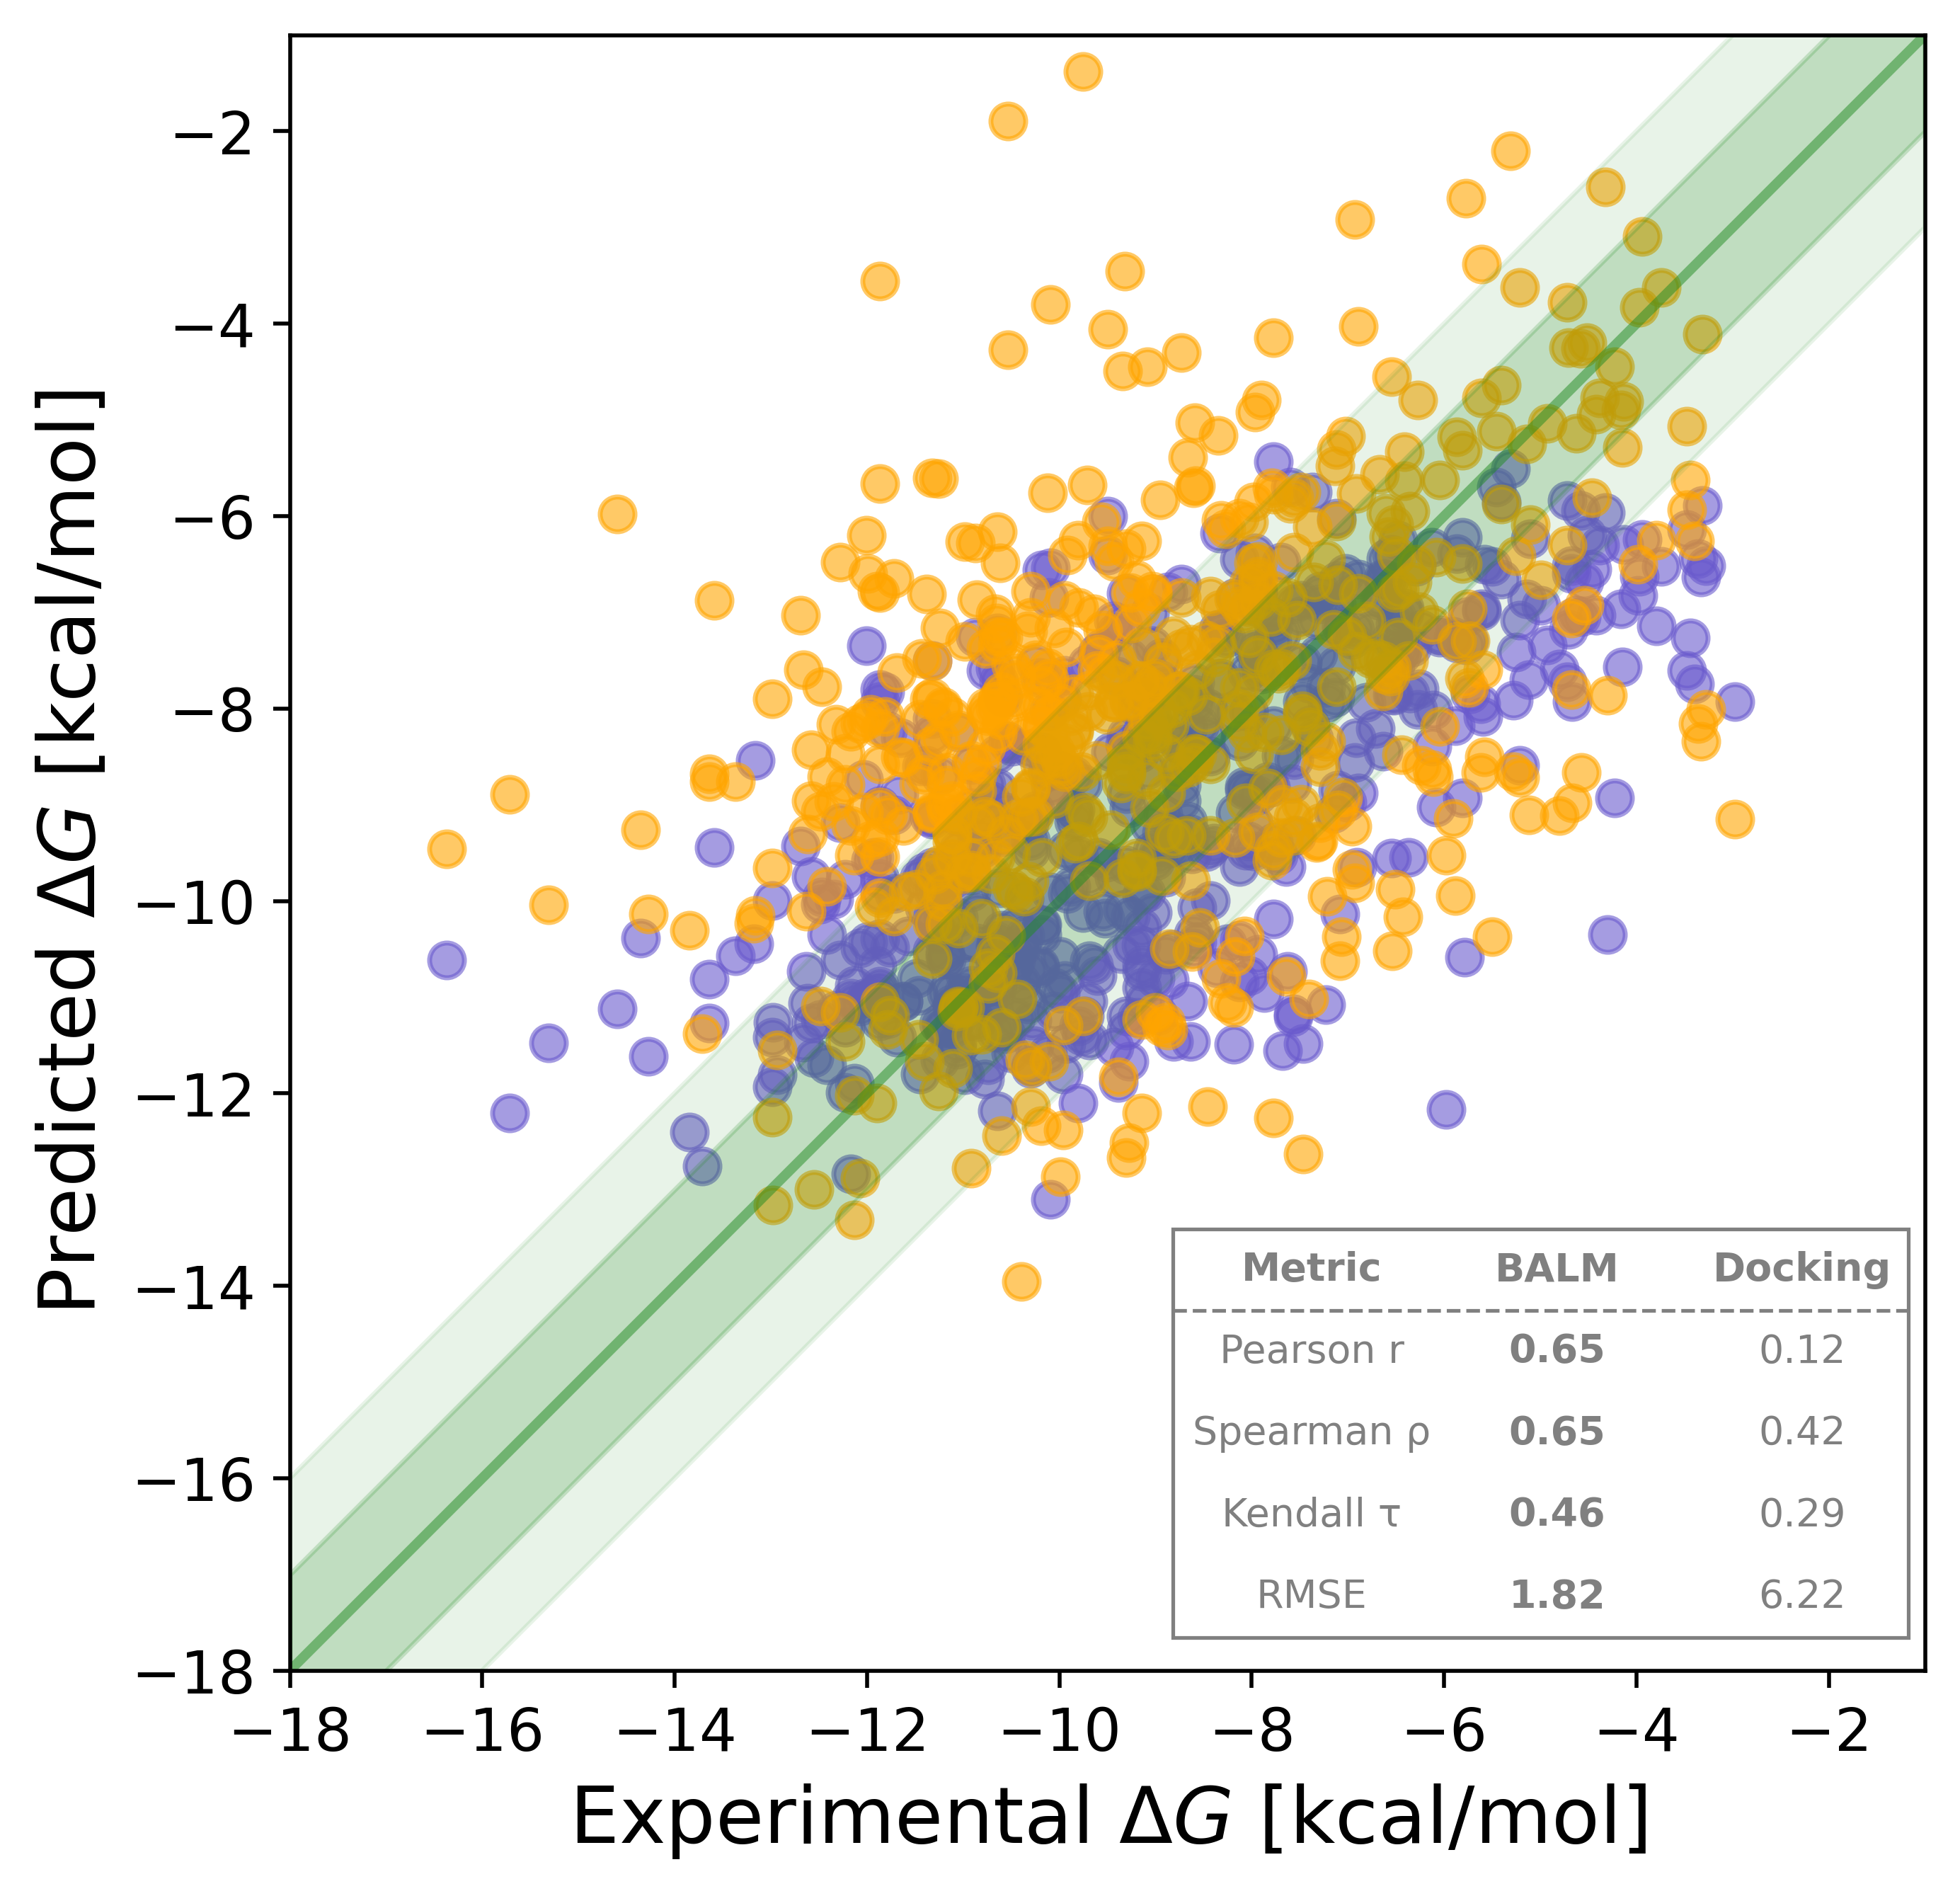 Predicted ΔG [kcal/mol]
−2
−4
−6
−8
−10
−12
−14
−16
−18
−18 −16 −14 −12 −10 −8 −6 −4 −2
Experimental ΔG [kcal/mol]
Metric BALM Docking
Pearson r 0.65 0.12
Spearman ρ 0.65 0.42
Kendall τ 0.46 0.29
RMSE 1.82 6.22